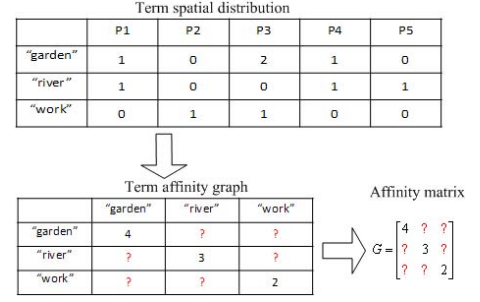 Term spatial distribution
P1 P2 P3 P4 P5
"garden" 1 0 2 1 0
"river" 1 0 0 1 1
"work" 0 1 1 0 0
Term affinity graph
"garden" "river" "work"
"garden" 4 ? ?
"river" ? 3 ?
"work" ? ? 2
Affinity matrix
4 ? ?
G = ? 3 ?
? ? 2